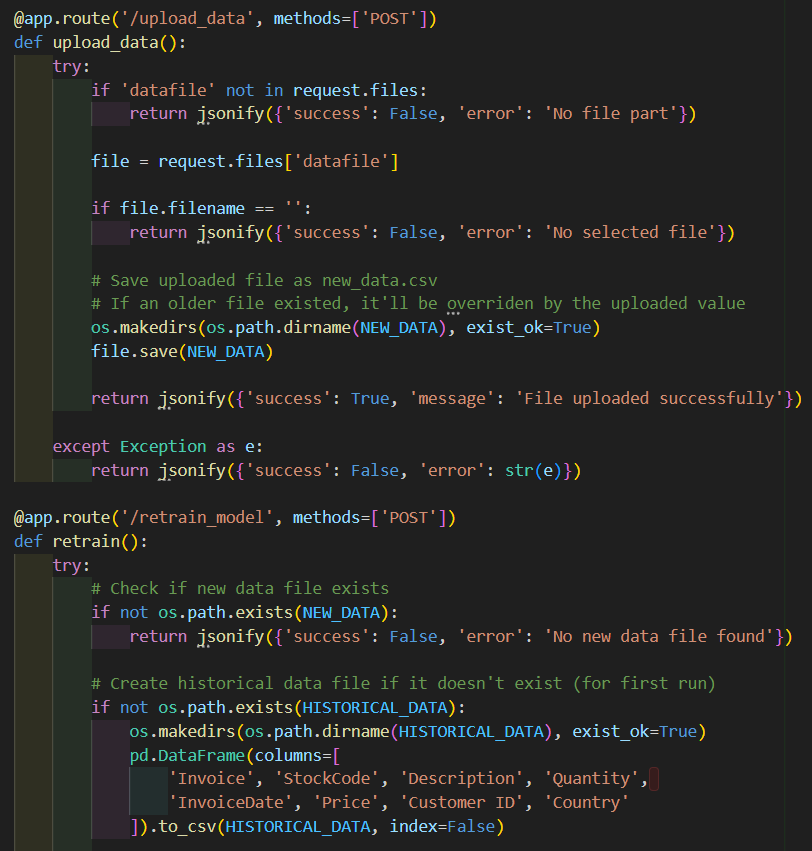 @app.route('/upload_data', methods=['POST'])
def upload_data():
    try:
        if 'datafile' not in request.files:
            return jsonify({'success': False, 'error': 'No file part'})

        file = request.files['datafile']

        if file.filename == '':
            return jsonify({'success': False, 'error': 'No selected file'})

        # Save uploaded file as new_data.csv
        # If an older file existed, it'll be overriden by the uploaded value
        os.makedirs(os.path.dirname(NEW_DATA), exist_ok=True)
        file.save(NEW_DATA)

        return jsonify({'success': True, 'message': 'File uploaded successfully'})

    except Exception as e:
        return jsonify({'success': False, 'error': str(e)})

@app.route('/retrain_model', methods=['POST'])
def retrain():
    try:
        # Check if new data file exists
        if not os.path.exists(NEW_DATA):
            return jsonify({'success': False, 'error': 'No new data file found'})

        # Create historical data file if it doesn't exist (for first run)
        if not os.path.exists(HISTORICAL_DATA):
            os.makedirs(os.path.dirname(HISTORICAL_DATA), exist_ok=True)
            pd.DataFrame(columns=[
                'Invoice', 'StockCode', 'Description', 'Quantity',
                'InvoiceDate', 'Price', 'Customer ID', 'Country'
            ]).to_csv(HISTORICAL_DATA, index=False)